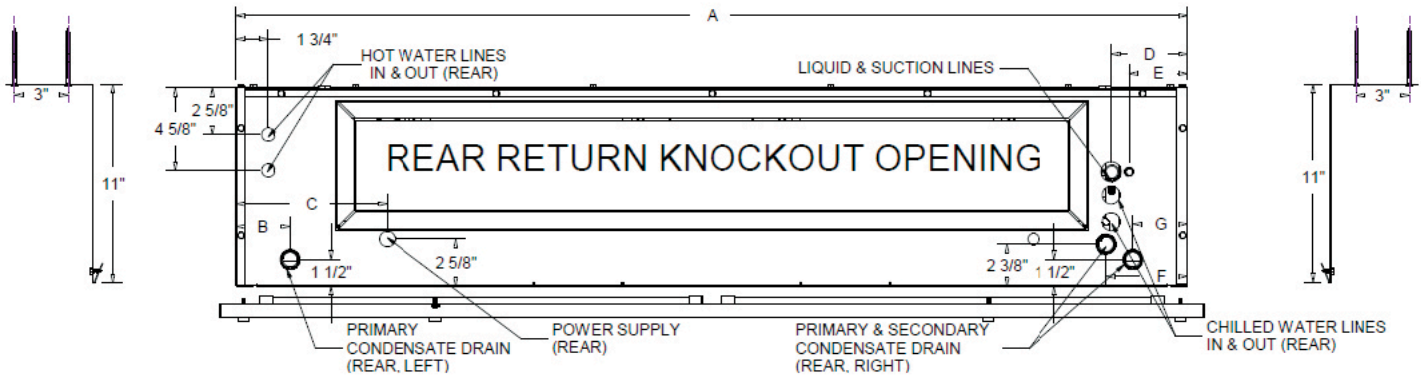 A
1 3/4"
D
HOT WATER LINES
IN & OUT (REAR)
LIQUID & SUCTION LINES
E
3"
3"
2 5/8"
4 5/8"
REAR RETURN KNOCKOUT OPENING
11"
11"
C
B
G
1 1/2"
2 5/8"
2 3/8"
1 1/2"
F
PRIMARY
CONDENSATE DRAIN
(REAR, LEFT)
POWER SUPPLY
(REAR)
PRIMARY & SECONDARY
CONDENSATE DRAIN
(REAR, RIGHT)
CHILLED WATER LINES
IN & OUT (REAR)